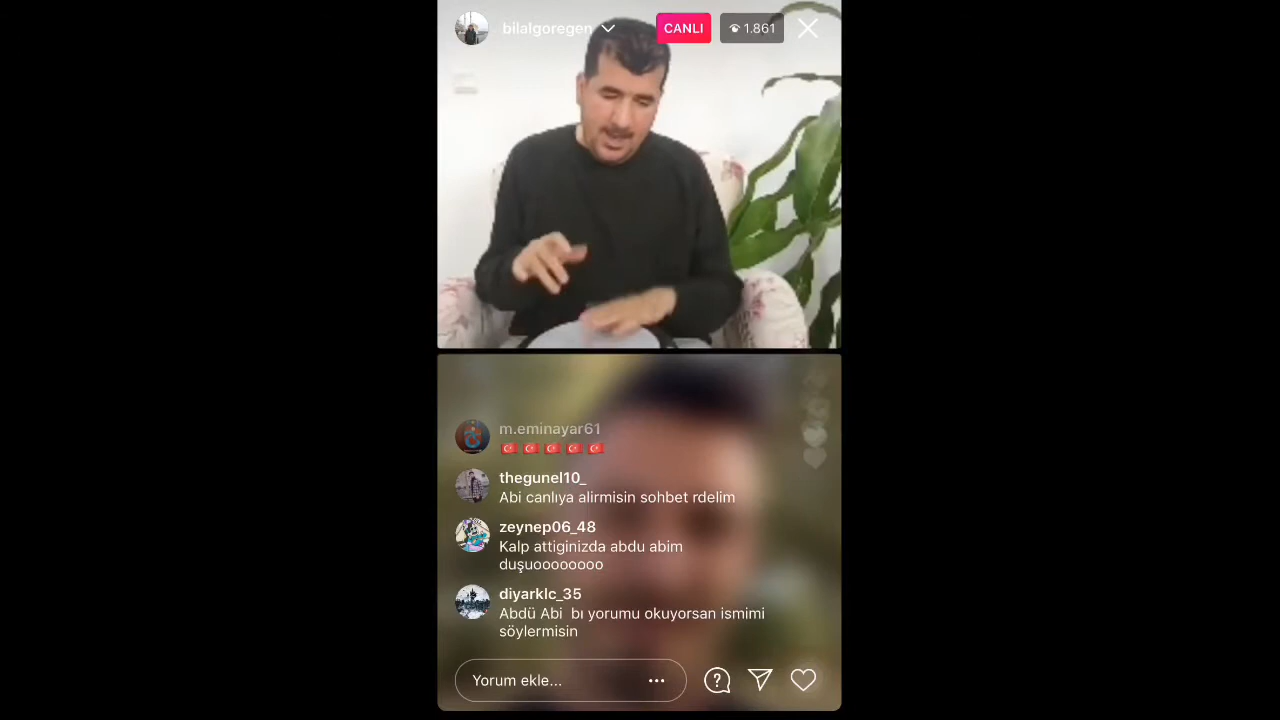 bilalgoregen
CANLI
1.861
m.eminayar61
🇹🇷 🇹🇷 🇹🇷 🇹🇷 🇹🇷
thegunel10_
Abi canlıya alirmisin sohbet rdelim
zeynep06_48
Kalp attiginizda abdu abim
duşuoooooooo
diyarklc_35
Abdü Abi  bı yorumu okuyorsan ismimi
söylermisin
Yorum ekle...